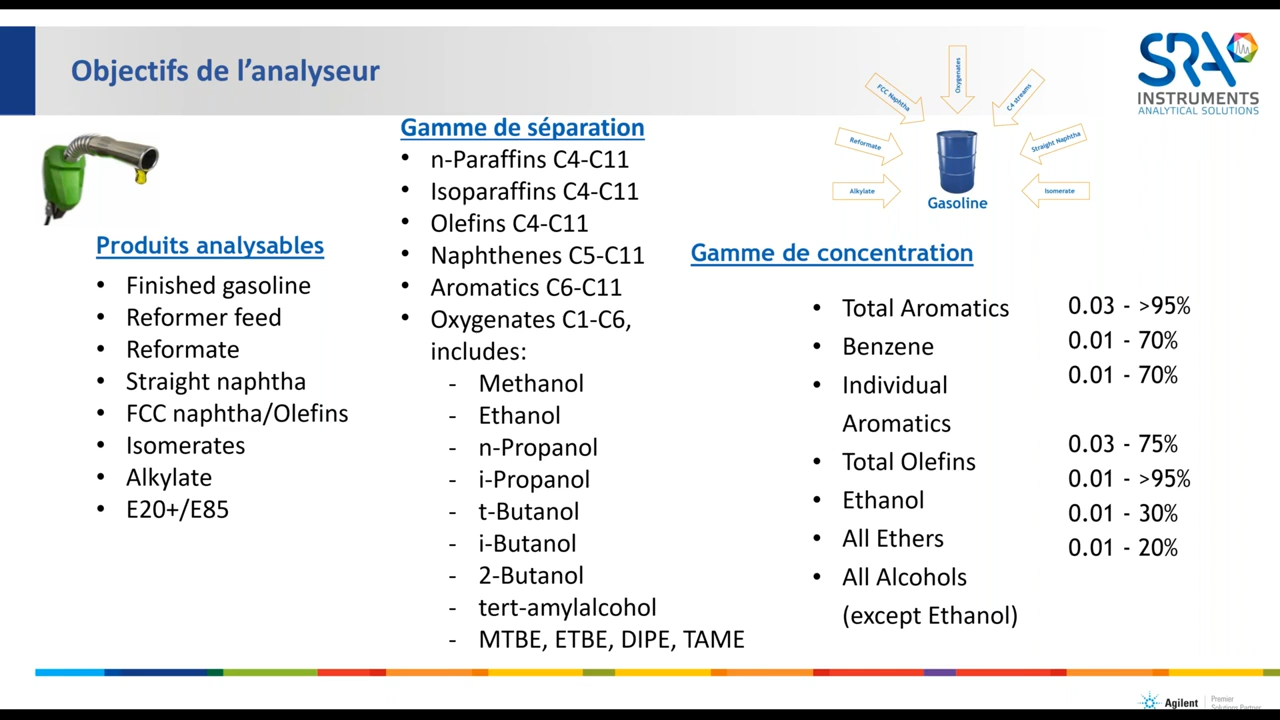 Objectifs de l’analyseur
SRA
INSTRUMENTS
ANALYTICAL SOLUTIONS
Oxygenates
FCC Naphtha
C4 streams
Reformate
Straight Naphtha
Alkylate
Isomerate
Gasoline
Produits analysables
• Finished gasoline
• Reformer feed
• Reformate
• Straight naphtha
• FCC naphtha/Olefins
• Isomerates
• Alkylate
• E20+/E85
Gamme de séparation
• n-Paraffins C4-C11
• Isoparaffins C4-C11
• Olefins C4-C11
• Naphthenes C5-C11
• Aromatics C6-C11
• Oxygenates C1-C6,
includes:
- Methanol
- Ethanol
- n-Propanol
- i-Propanol
- t-Butanol
- i-Butanol
- 2-Butanol
- tert-amylalcohol
- MTBE, ETBE, DIPE, TAME
Gamme de concentration
• Total Aromatics
• Benzene
• Individual
Aromatics
• Total Olefins
• Ethanol
• All Ethers
• All Alcohols
(except Ethanol)
0.03 - >95%
0.01 - 70%
0.01 - 70%
0.03 - 75%
0.01 - >95%
0.01 - 30%
0.01 - 20%
Agilent
Premier
Solutions Partner